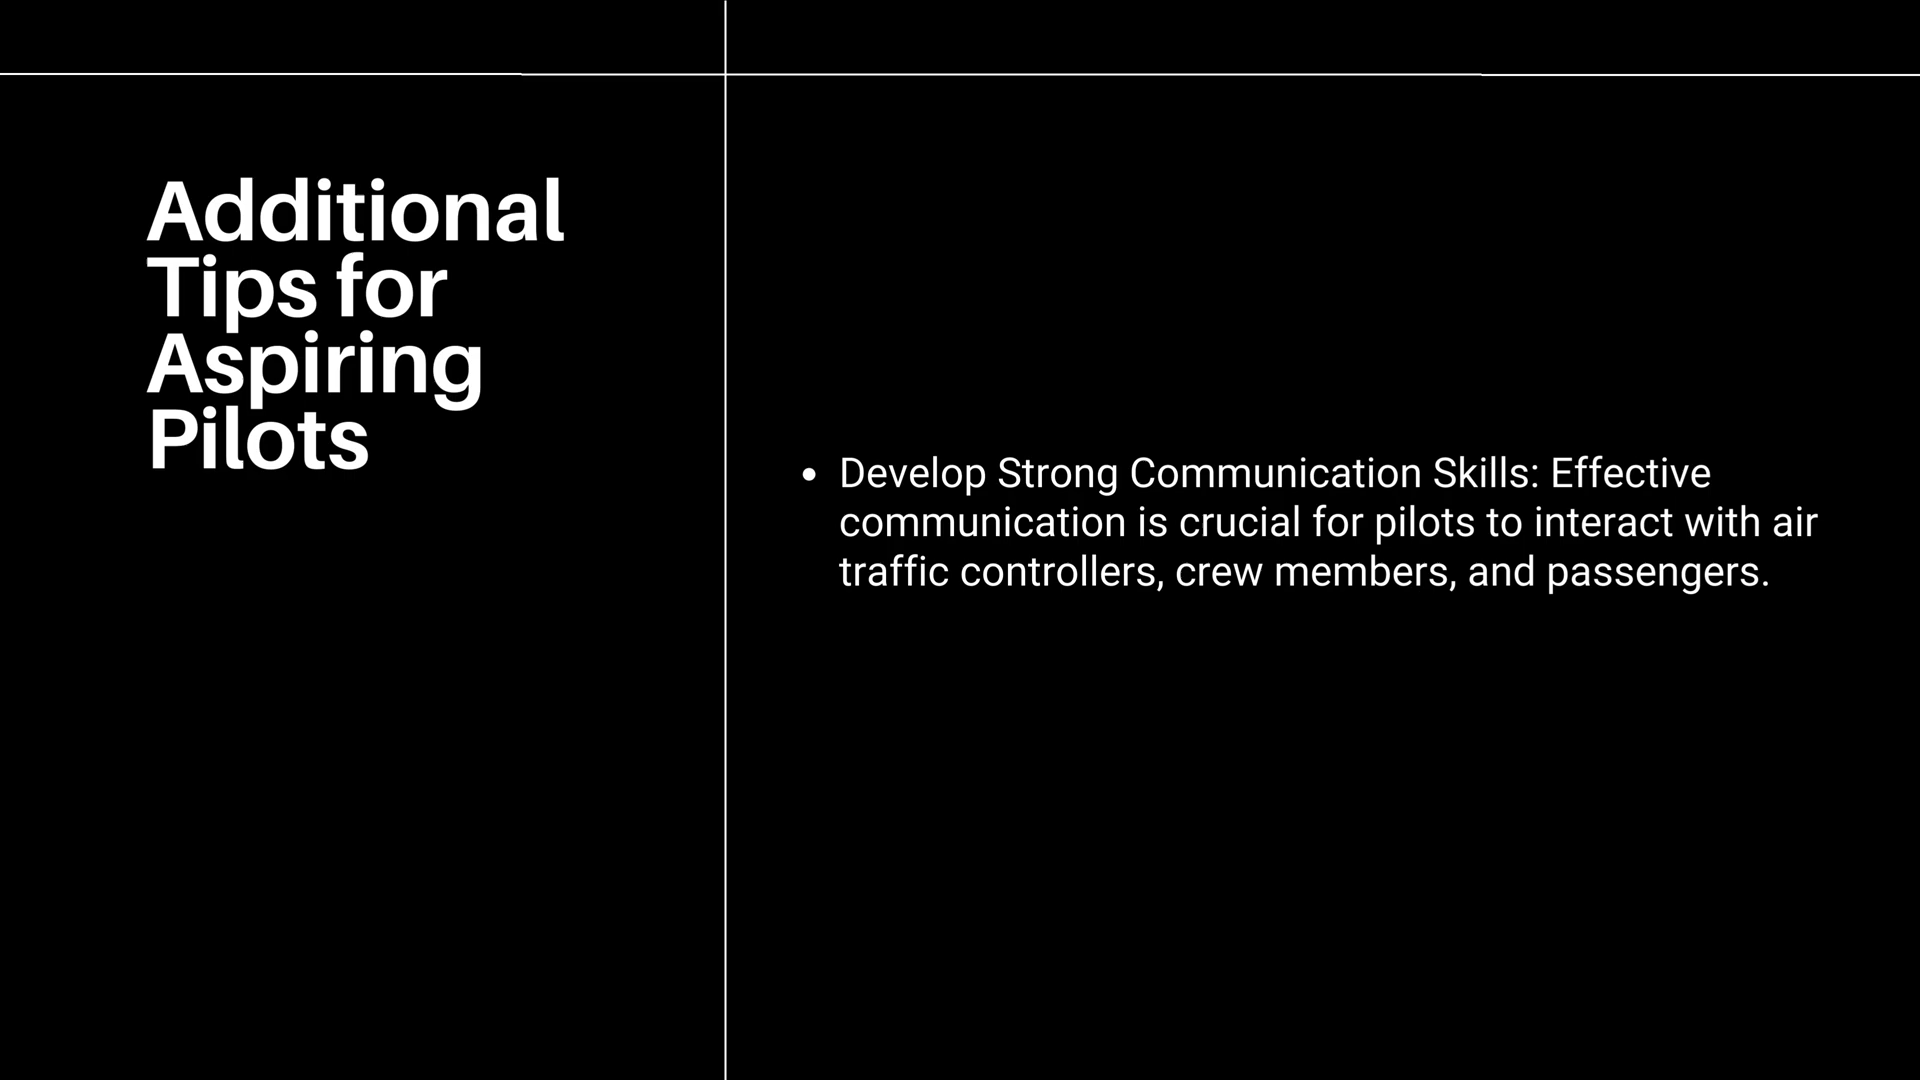 Additional
Tips for
Aspiring
Pilots
• Develop Strong Communication Skills: Effective
communication is crucial for pilots to interact with air
traffic controllers, crew members, and passengers.